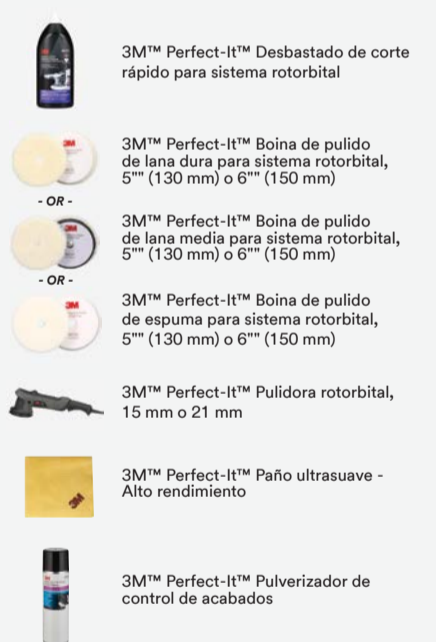 3M™ Perfect-It™ Desbastado de corte
rápido para sistema rotorbital
3M™ Perfect-It™ Boina de pulido
de lana dura para sistema rotorbital,
5"" (130 mm) o 6"" (150 mm)
- OR -
3M™ Perfect-It™ Boina de pulido
de lana media para sistema rotorbital,
5"" (130 mm) o 6"" (150 mm)
- OR -
3M™ Perfect-It™ Boina de pulido
de espuma para sistema rotorbital,
5"" (130 mm) o 6"" (150 mm)
3M™ Perfect-It™ Pulidora rotorbital,
15 mm o 21 mm
3M™ Perfect-It™ Paño ultrasuave -
Alto rendimiento
3M
3M™ Perfect-It™ Pulverizador de
control de acabados